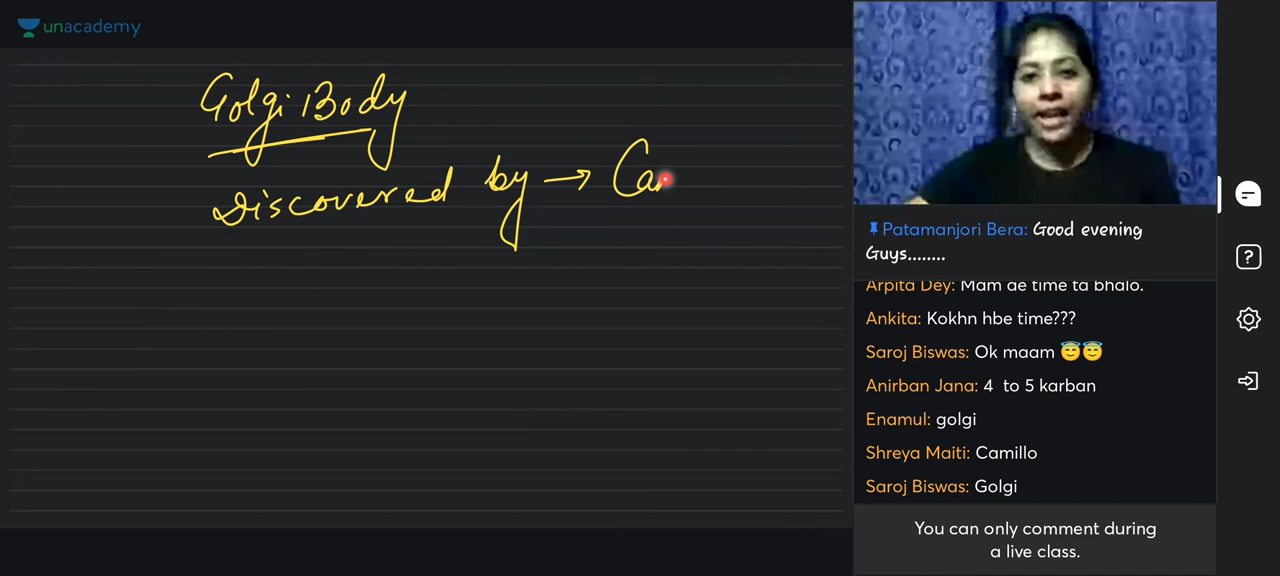 unacademy
Golgi Body
Discovered by → Cam
Patamanjori Bera: Good evening
Guys........
Arpita Dey: Mam ae time ta bhalo.
Ankita: Kokhn hbe time???
Saroj Biswas: Ok maam 😇😇
Anirban Jana: 4 to 5 karban
Enamul: golgi
Shreya Maiti: Camillo
Saroj Biswas: Golgi
You can only comment during
a live class.